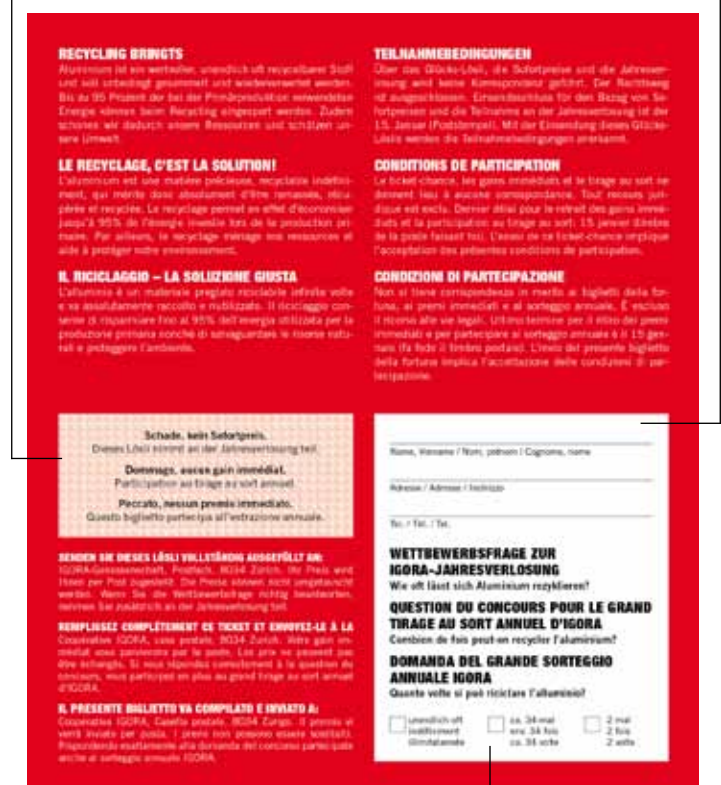 RECYCLING BRINGTS
Aluminium ist ein wertvoller, unendlich oft recycelbarer Stoff
und soll unbedingt gesammelt und wiederverwertet werden.
Bis zu 95 Prozent der bei der Primärproduktion verwendeten
Energie können beim Recycling eingespart werden. Zudem
schonen wir dadurch unsere Ressourcen und schützen un-
sere Umwelt.
LE RECYCLAGE, C'EST LA SOLUTION!
L'aluminium est une matière précieuse, recyclable indéfini-
ment, qui mérite donc absolument d'être ramassée, récu-
pérée et recyclée. Le recyclage permet en effet d'économiser
jusqu'à 95% de l'énergie investie lors de la production pri-
maire. Par ailleurs, le recyclage ménage nos ressources et
aide à protéger notre environnement.
IL RICICLAGGIO – LA SOLUZIONE GIUSTA
L'alluminio è un materiale pregiato riciclabile infinite volte
e va assolutamente raccolto e riutilizzato. Il riciclaggio con-
sente di risparmiare fino al 95% dell'energia utilizzata per la
produzione primaria nonché di salvaguardare le risorse natu-
rali e proteggere l'ambiente.
TEILNAHMEBEDINGUNGEN
Über das Glücks-Lösli, die Sofortpreise und die Jahresver-
losung wird keine Korrespondenz geführt. Der Rechtsweg
ist ausgeschlossen. Einsendeschluss für den Bezug von So-
fortpreisen und die Teilnahme an der Jahresverlosung ist der
15. Januar (Poststempel). Mit der Einsendung dieses Glücks-
Löslis werden die Teilnahmebedingungen anerkannt.
CONDITIONS DE PARTICIPATION
Le ticket-chance, les gains immédiats et le tirage au sort ne
donnent lieu à aucune correspondance. Tout recours juri-
dique est exclu. Dernier délai pour le retrait des gains immé-
diats et la participation au tirage au sort: 15 janvier (timbre
de la poste faisant foi). L'envoi de ce ticket-chance implique
l'acceptation des présentes conditions de participation.
CONDIZIONI DI PARTECIPAZIONE
Non si tiene corrispondenza in merito ai biglietti della for-
tuna, ai premi immediati e al sorteggio annuale. È escluso
il ricorso alle vie legali. Ultimo termine per il ritiro dei premi
immediati e per partecipare al sorteggio annuale è il 15 gen-
naio (fa fede il timbro postale). L'invio del presente biglietto
della fortuna implica l'accettazione delle condizioni di par-
tecipazione.
Schade, kein Sofortpreis.
Dieses Lösli nimmt an der Jahresverlosung teil.
Dommage, aucun gain immédiat.
Participation au tirage au sort annuel.
Peccato, nessun premio immediato.
Questo biglietto partecipa all'estrazione annuale.
SENDEN SIE DIESES LÖSLI VOLLSTÄNDIG AUSGEFÜLLT AN:
IGORA-Genossenschaft, Postfach, 8034 Zürich. Ihr Preis wird
Ihnen per Post zugestellt. Die Preise können nicht umgetauscht
werden. Wenn Sie die Wettbewerbsfrage richtig beantworten,
nehmen Sie zusätzlich an der Jahresverlosung teil.
REMPLISSEZ COMPLÈTEMENT CE TICKET ET ENVOYEZ-LE À LA
Coopérative IGORA, case postale, 8034 Zurich. Votre gain im-
médiat vous parviendra par la poste. Les prix ne peuvent pas
être échangés. Si vous répondez correctement à la question du
concours, vous participez en plus au grand tirage au sort annuel
d'IGORA.
IL PRESENTE BIGLIETTO VA COMPILATO E INVIATO A:
Cooperativa IGORA, Casella postale, 8034 Zurigo. Il premio vi
verrà inviato per posta. I premi non possono essere sostituiti.
Rispondendo esattamente alla domanda del concorso partecipate
anche al sorteggio annuale IGORA.
Name, Vorname / Nom, prénom / Cognome, nome
Adresse / Adresse / Indirizzo
Tel. / Tél. / Tel.
WETTBEWERBSFRAGE ZUR
IGORA-JAHRESVERLOSUNG
Wie oft lässt sich Aluminium rezyklieren?
QUESTION DU CONCOURS POUR LE GRAND
TIRAGE AU SORT ANNUEL D'IGORA
Combien de fois peut-on recycler l'aluminium?
DOMANDA DEL GRANDE SORTEGGIO
ANNUALE IGORA
Quante volte si può riciclare l'alluminio?
unendlich oft
indéfiniment
illimitatamente
ca. 34 mal
env. 34 fois
ca. 34 volte
2 mal
2 fois
2 volte